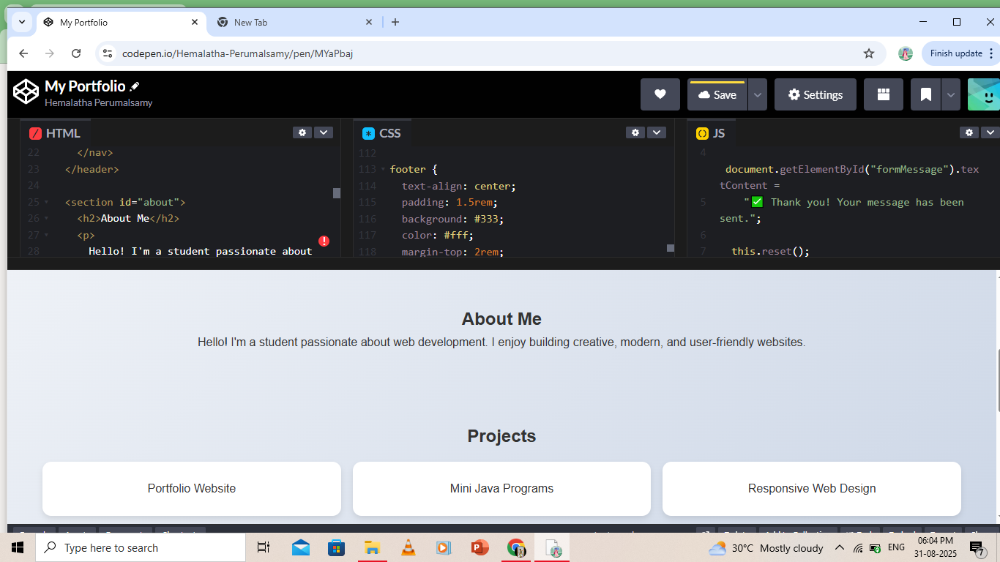 My Portfolio
New Tab
codepen.io/Hemalatha-Perumalsamy/pen/MYaPbaj
Finish update
My Portfolio
Hemalatha Perumalsamy
Save
Settings
HTML
22 </nav>
23 </header>
24
25 <section id="about">
26 <h2>About Me</h2>
27 <p>
28 Hello! I'm a student passionate about
CSS
112
113 footer {
114 text-align: center;
115 padding: 1.5rem;
116 background: #333;
117 color: #fff;
118 margin-top: 2rem;
JS
4
document.getElementById("formMessage").tex
tContent =
5 "✅ Thank you! Your message has been
sent.";
6
7 this.reset();
About Me
Hello! I'm a student passionate about web development. I enjoy building creative, modern, and user-friendly websites.
Projects
Portfolio Website
Mini Java Programs
Responsive Web Design
Type here to search
30°C Mostly cloudy
ENG
06:04 PM
31-08-2025
7